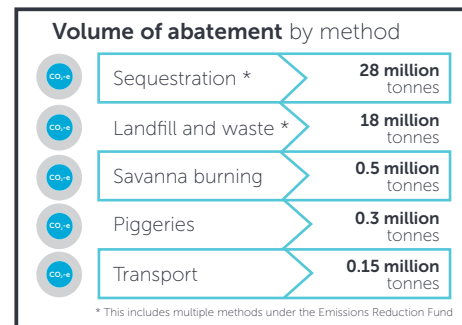 Volume of abatement by method
CO₂-e
Sequestration *
28 million
tonnes
CO₂-e
Landfill and waste *
18 million
tonnes
CO₂-e
Savanna burning
0.5 million
tonnes
CO₂-e
Piggeries
0.3 million
tonnes
CO₂-e
Transport
0.15 million
tonnes
* This includes multiple methods under the Emissions Reduction Fund